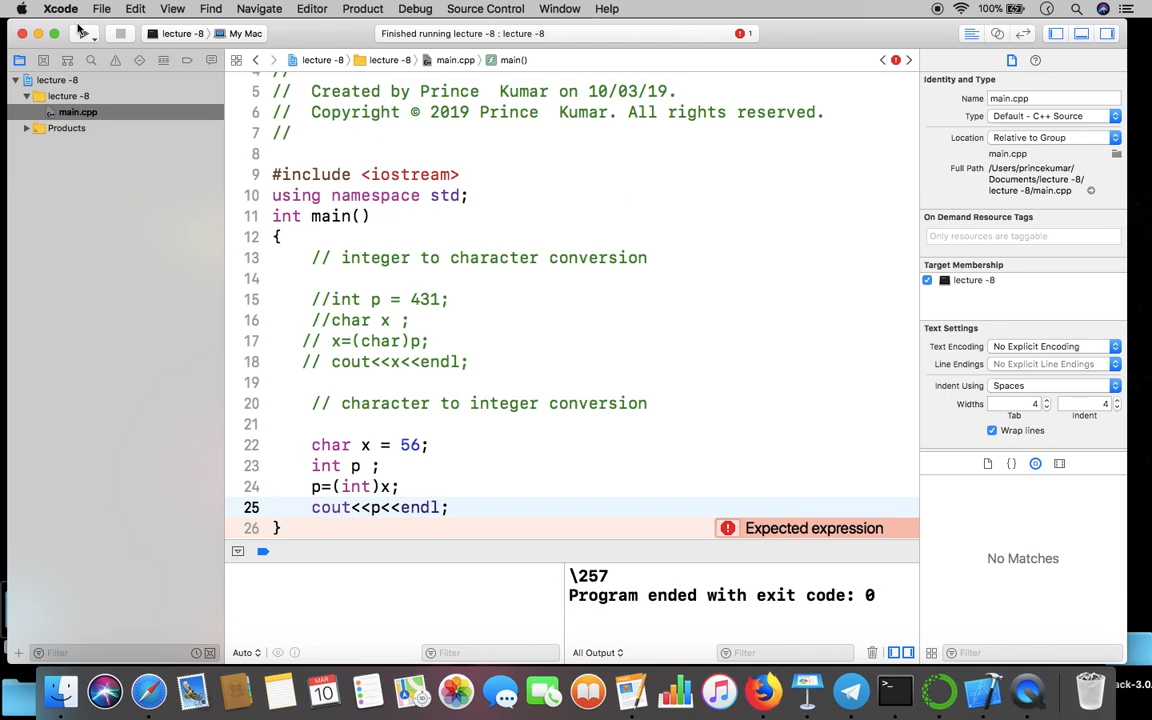 Xcode File Edit View Find Navigate Editor Product Debug Source Control Window Help 100%
lecture -8 My Mac Finished running lecture -8 : lecture -8 1
lecture -8 lecture -8 main.cpp main()
lecture -8
lecture -8
main.cpp
Products
4 //
5 // Created by Prince Kumar on 10/03/19.
6 // Copyright © 2019 Prince Kumar. All rights reserved.
7 //
8
9 #include <iostream>
10 using namespace std;
11 int main()
12 {
13 // integer to character conversion
14
15 //int p = 431;
16 //char x ;
17 // x=(char)p;
18 // cout<<x<<endl;
19
20 // character to integer conversion
21
22 char x = 56;
23 int p ;
24 p=(int)x;
25 cout<<p<<endl;
26 } Expected expression
\257
Program ended with exit code: 0
Filter
Auto Filter
All Output Filter
Identity and Type
Name main.cpp
Type Default - C++ Source
Location Relative to Group
main.cpp
Full Path /Users/princekumar/
Documents/lecture -8/
lecture -8/main.cpp
On Demand Resource Tags
Only resources are taggable
Target Membership
lecture -8
Text Settings
Text Encoding No Explicit Encoding
Line Endings No Explicit Line Endings
Indent Using Spaces
Widths 4 4
Tab Indent
Wrap lines
No Matches
Filter
MAR
10